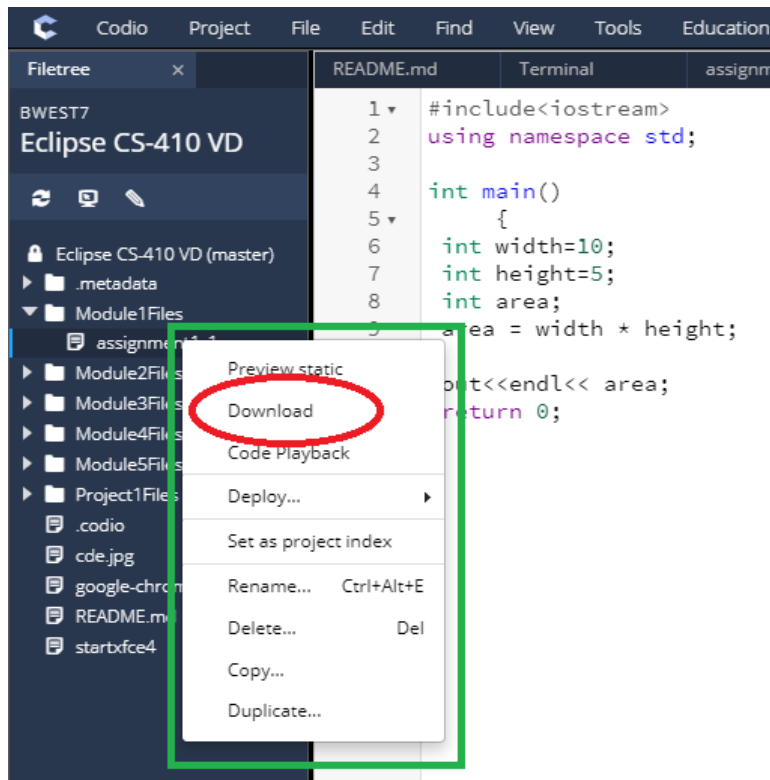 Codio Project File Edit Find View Tools Education
Filetree × README.md Terminal
BWEST7
Eclipse CS-410 VD
Eclipse CS-410 VD (master)
.metadata
Module1Files
Module2Files
Module3Files
Module4Files
Module5Files
Project1Files
.codio
cde.jpg
README.md
startxfce4
Preview static
Download
Code Playback
Deploy...
Set as project index
Rename... Ctrl+Alt+E
Delete... Del
Copy...
Duplicate...
1 #include<iostream>
2 using namespace std;
3
4 int main()
5 {
6 int width=10;
7 int height=5;
8 int area;
9 area = width * height;
out<<endl<< area;
return 0;